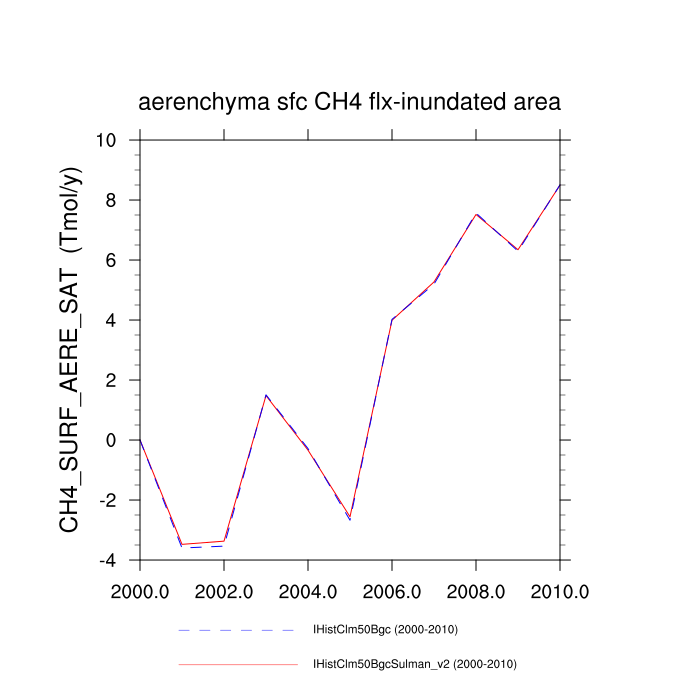 aerenchyma sfc CH4 flx-inundated area
CH4_SURF_AERE_SAT (Tmol/y)
10
8
6
4
2
0
-2
-4
2000.0 2002.0 2004.0 2006.0 2008.0 2010.0
IHistClm50Bgc (2000-2010)
IHistClm50BgcSulman_v2 (2000-2010)